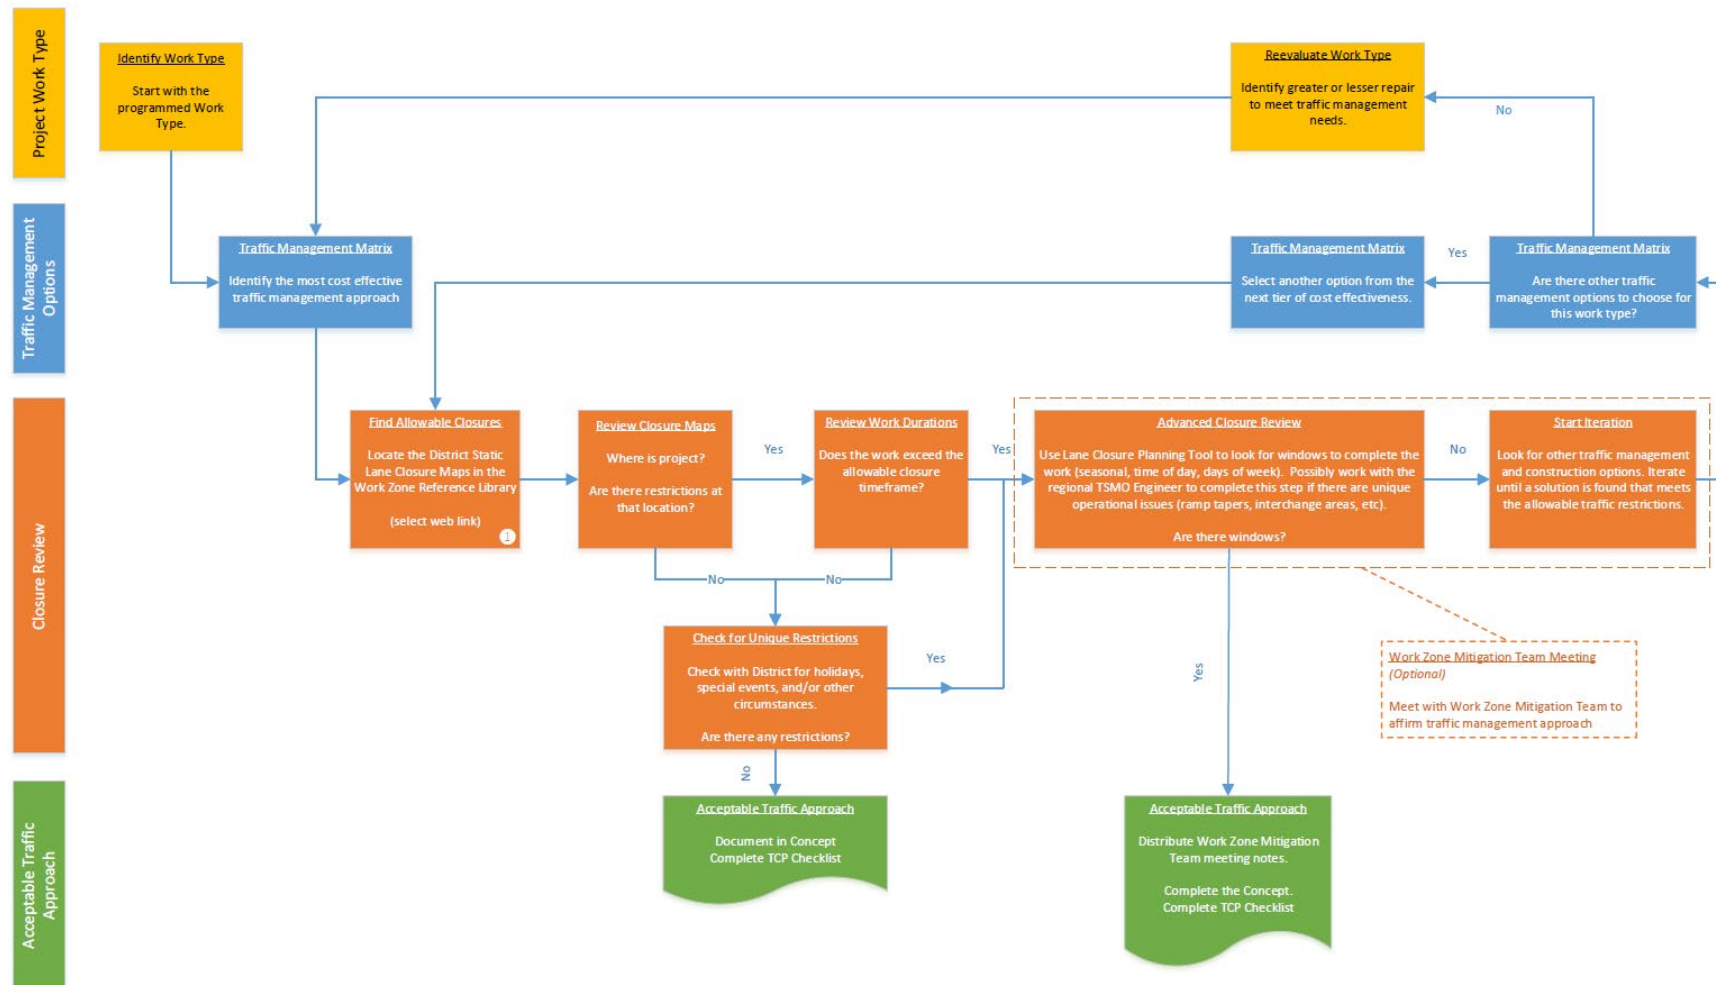 Project Work Type
Identify Work Type
Start with the
programmed Work
Type.
Reevaluate Work Type
Identify greater or lesser repair
to meet traffic management
needs.
No
Traffic Management
Options
Traffic Management Matrix
Identify the most cost effective
traffic management approach
Traffic Management Matrix
Select another option from the
next tier of cost effectiveness.
Yes
Traffic Management Matrix
Are there other traffic
management options to choose for
this work type?
Closure Review
Find Allowable Closures
Locate the District Static
Lane Closure Maps in the
Work Zone Reference Library
(select web link)
1
Review Closure Maps
Where is project?
Are there restrictions at
that location?
Yes
Review Work Durations
Does the work exceed the
allowable closure
timeframe?
Yes
Advanced Closure Review
Use Lane Closure Planning Tool to look for windows to complete the
work (seasonal, time of day, days of week). Possibly work with the
regional TSMO Engineer to complete this step if there are unique
operational issues (ramp tapers, interchange areas, etc).
Are there windows?
No
Start Iteration
Look for other traffic management
and construction options. Iterate
until a solution is found that meets
the allowable traffic restrictions.
No
No
Check for Unique Restrictions
Check with District for holidays,
special events, and/or other
circumstances.
Are there any restrictions?
Yes
Yes
Work Zone Mitigation Team Meeting
(Optional)
Meet with Work Zone Mitigation Team to
affirm traffic management approach
No
Acceptable Traffic
Approach
Acceptable Traffic Approach
Document in Concept
Complete TCP Checklist
Acceptable Traffic Approach
Distribute Work Zone Mitigation
Team meeting notes.
Complete the Concept.
Complete TCP Checklist